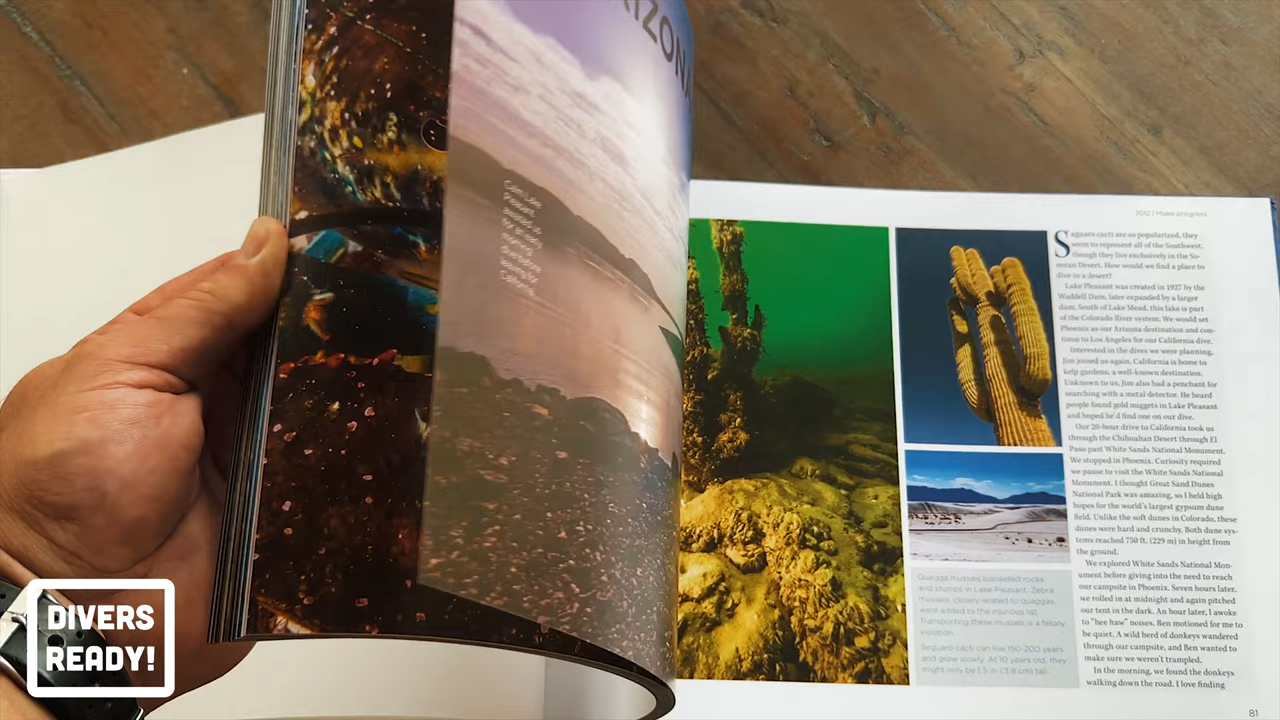 RIZONA
Calm Lake
Pleasant
2012 | Make progress
Saguaro cacti are so popularized, they
seem to represent all of the Southwest,
though they live exclusively in the So-
noran Desert. How would we find a place to
dive in a desert?
Lake Pleasant was created in 1927 by the
Waddell Dam, later expanded by a larger
dam. South of Lake Mead, this lake is part
of the Colorado River system. We would set
Phoenix as our Arizona destination and con-
tinue to Los Angeles for our California dive.
Interested in the dives we were planning,
Jim joined us again. California is home to
kelp gardens, a well-known destination.
Unknown to us, Jim also had a penchant for
searching with a metal detector. He heard
people found gold nuggets in Lake Pleasant
and hoped he'd find one on our dive.
Our 20-hour drive to California took us
through the Chihuahan Desert through El
Paso past White Sands National Monument.
We stopped in Phoenix. Curiosity required
we pause to visit the White Sands National
Monument. I thought Great Sand Dunes
National Park was amazing, so I held high
hopes for the world's largest gypsum dune
field. Unlike the soft dunes in Colorado, these
dunes were hard and crunchy. Both dune sys-
tems reached 750 ft. (229 m) in height from
the ground.
We explored White Sands National Mon-
ument before giving into the need to reach
our campsite in Phoenix. Seven hours later,
we rolled in at midnight and again pitched
our tent in the dark. An hour later, I awoke
to "hee haw" noises. Ben motioned for me to
be quiet. A wild herd of donkeys wandered
through our campsite, and Ben wanted to
make sure we weren't trampled.
In the morning, we found the donkeys
walking down the road. I love finding
Quagga mussels blanketed rocks
and stumps in Lake Pleasant. Zebra
mussels, closely related to quaggas,
were added to the injurious list.
Transporting these mussels is a felony
violation.
Saguaro cacti can live 150-200 years
and grow slowly. At 10 years old, they
might only be 1.5 in. (3.8 cm) tall.
81
DIVERS
READY!